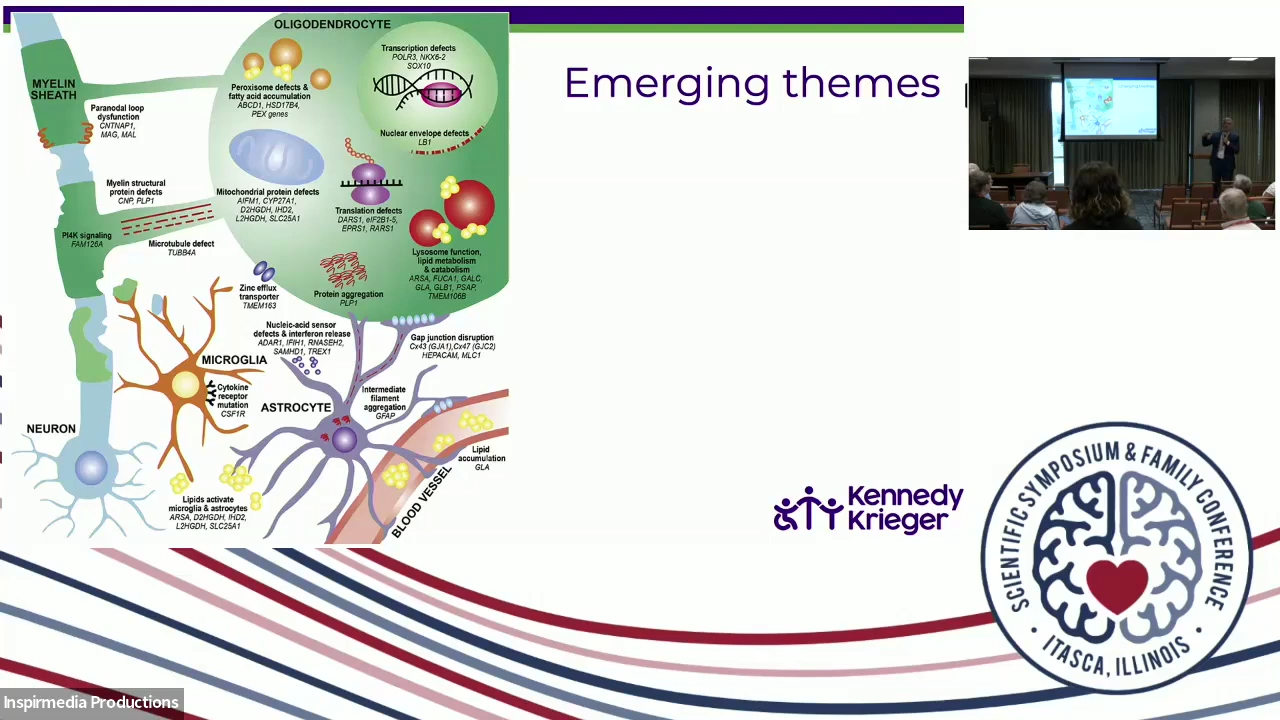 OLIGODENDROCYTE
Emerging themes
MYELIN
SHEATH
Paranodal loop
dysfunction
CNTNAP1,
MAG, MAL
Peroxisome defects &
fatty acid accumulation
ABCD1, HSD17B4,
PEX genes
Transcription defects
POLR3, NKX6-2
SOX10
Nuclear envelope defects
LB1
Myelin structural
protein defects
CNP, PLP1
Mitochondrial protein defects
AIFM1, CYP27A1,
D2HGDH, IHD2,
L2HGDH, SLC25A1
Translation defects
DARS1, eIF2B1-5,
EPRS1, RARS1
PI4K signaling
FAM126A
Microtubule defect
TUBB4A
Lysosome function,
lipid metabolism
& catabolism
ARSA, FUCA1, GALC,
GLA, GLB1, PSAP,
TMEM106B
Zinc efflux
transporter
TMEM163
Protein aggregation
PLP1
Nucleic-acid sensor
defects & interferon release
ADAR1, IFIH1, RNASEH2,
SAMHD1, TREX1
Gap junction disruption
Cx43 (GJA1),Cx47 (GJC2)
HEPACAM, MLC1
MICROGLIA
Cytokine
receptor
mutation
CSF1R
Intermediate
filament
aggregation
GFAP
ASTROCYTE
NEURON
Lipid
accumulation
GLA
BLOOD VESSEL
Lipids activate
microglia & astrocytes
ARSA, D2HGDH, IHD2,
L2HGDH, SLC25A1
Kennedy
Krieger
SCIENTIFIC SYMPOSIUM & FAMILY CONFERENCE
• ITASCA, ILLINOIS •
Inspirmedia Productions
Emerging themes